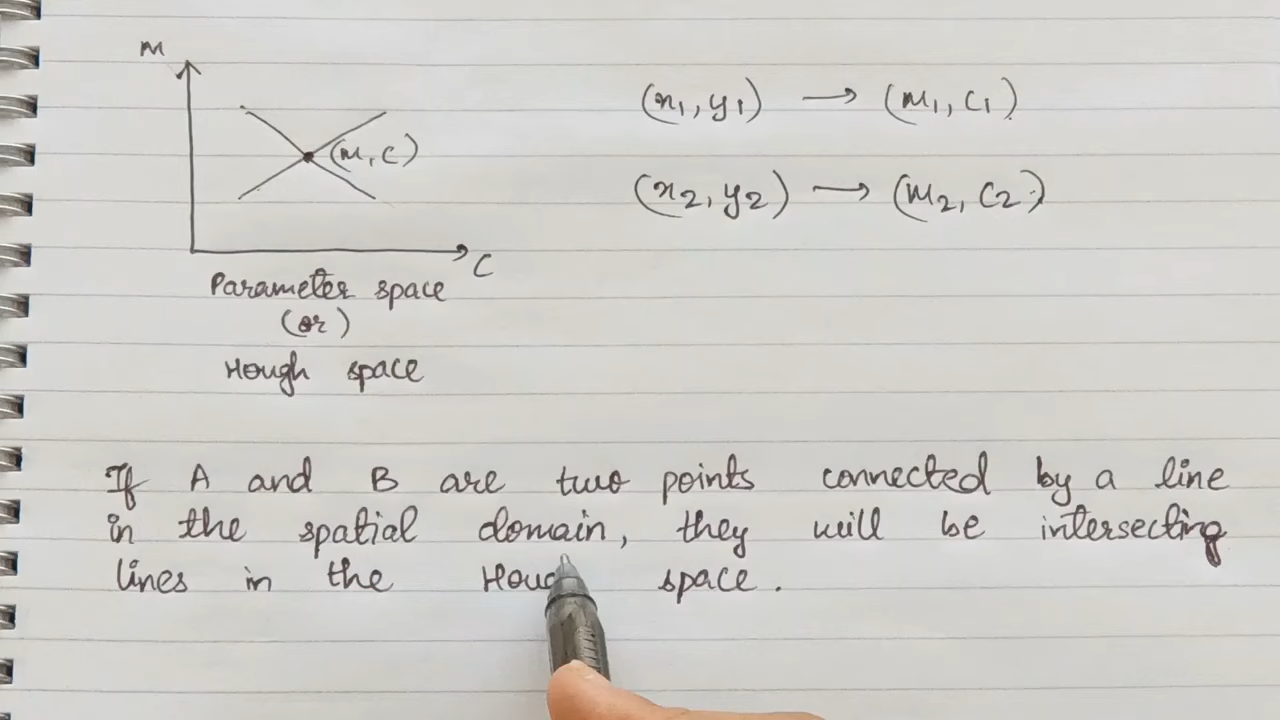 m
(m, c)
c
Parameter space
(or)
Hough space
(x1, y1) → (m1, c1)
(x2, y2) → (m2, c2)
If A and B are two points connected by a line
in the spatial domain, they will be intersecting
lines in the space.